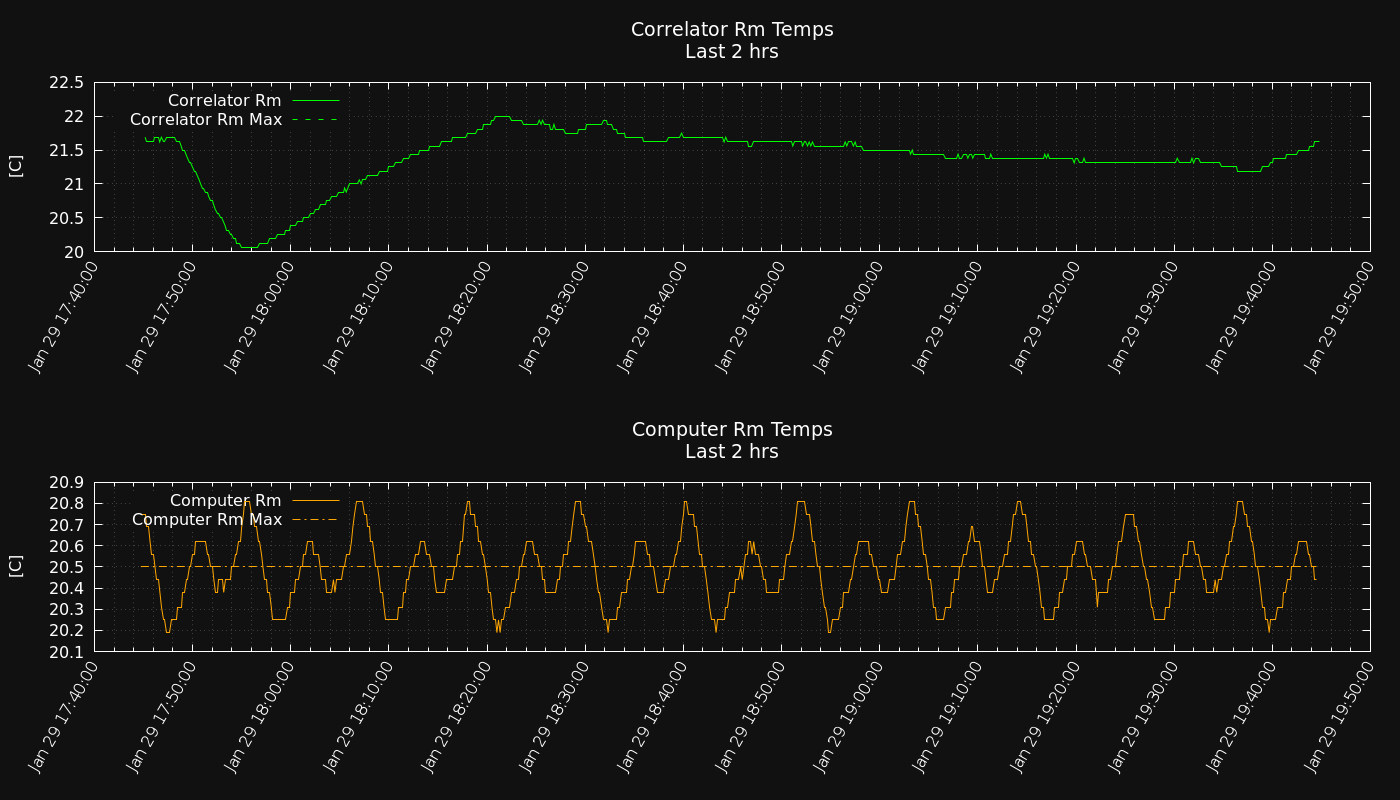 Correlator Rm Temps
Last 2 hrs
22.5
22
21.5
21
20.5
20
[C]
Correlator Rm
Correlator Rm Max
Jan 29 17:40:00
Jan 29 17:50:00
Jan 29 18:00:00
Jan 29 18:10:00
Jan 29 18:20:00
Jan 29 18:30:00
Jan 29 18:40:00
Jan 29 18:50:00
Jan 29 19:00:00
Jan 29 19:10:00
Jan 29 19:20:00
Jan 29 19:30:00
Jan 29 19:40:00
Jan 29 19:50:00
Computer Rm Temps
Last 2 hrs
20.9
20.8
20.7
20.6
20.5
20.4
20.3
20.2
20.1
[C]
Computer Rm
Computer Rm Max
Jan 29 17:40:00
Jan 29 17:50:00
Jan 29 18:00:00
Jan 29 18:10:00
Jan 29 18:20:00
Jan 29 18:30:00
Jan 29 18:40:00
Jan 29 18:50:00
Jan 29 19:00:00
Jan 29 19:10:00
Jan 29 19:20:00
Jan 29 19:30:00
Jan 29 19:40:00
Jan 29 19:50:00